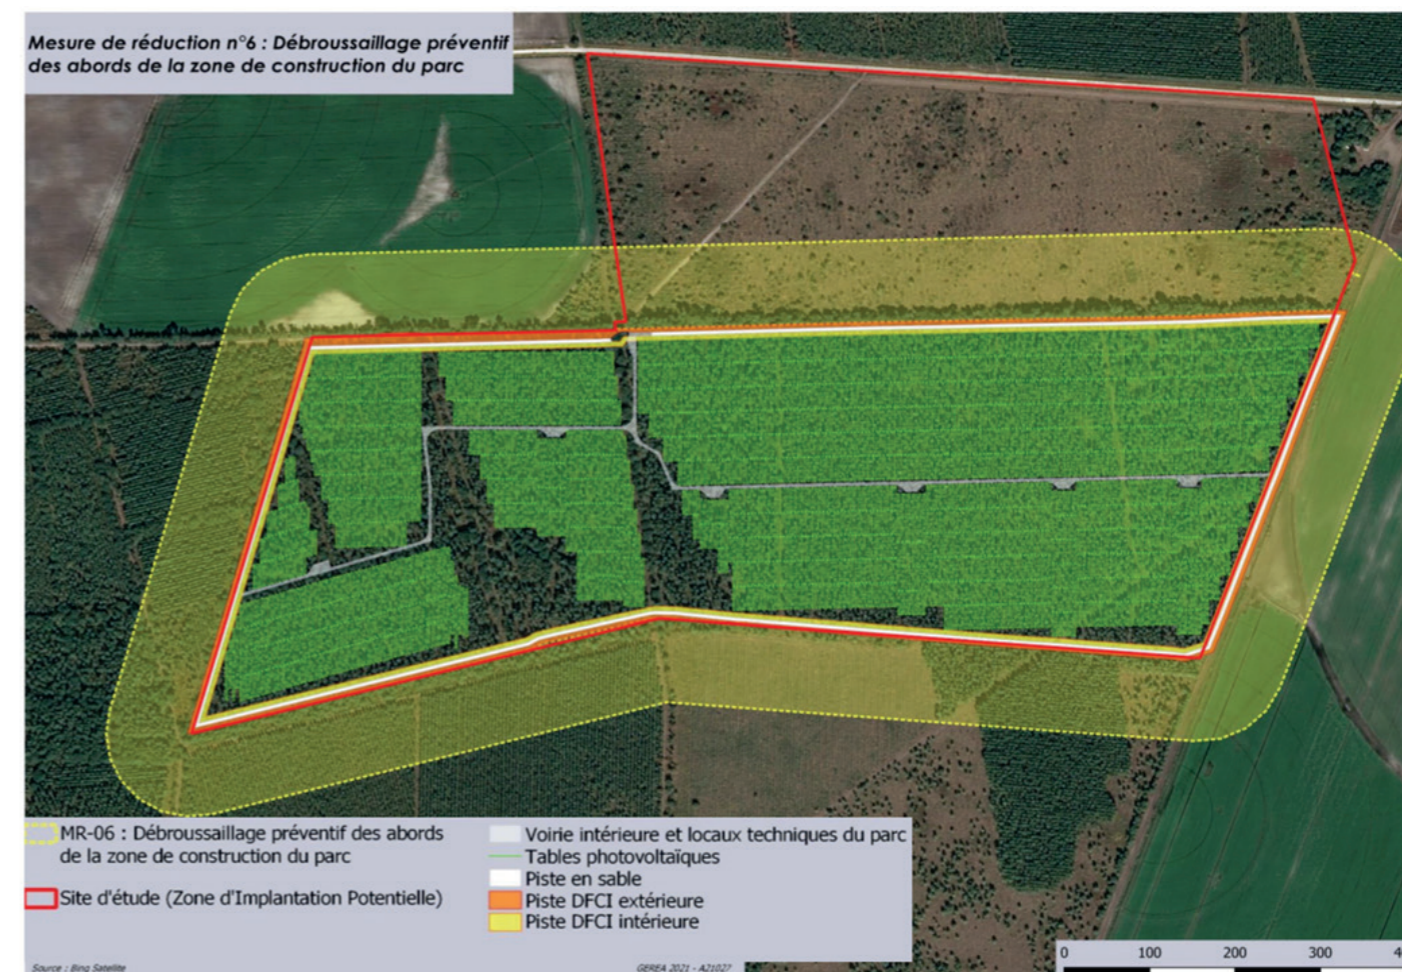 Mesure de réduction n°6 : Débroussaillage préventif
des abords de la zone de construction du parc
MR-06 : Débroussaillage préventif des abords
de la zone de construction du parc
Site d'étude (Zone d'Implantation Potentielle)
Voirie intérieure et locaux techniques du parc
Tables photovoltaïques
Piste en sable
Piste DFCI extérieure
Piste DFCI intérieure
Source : Bing Satellite
GEREA 2021 - A21027
0 100 200 300